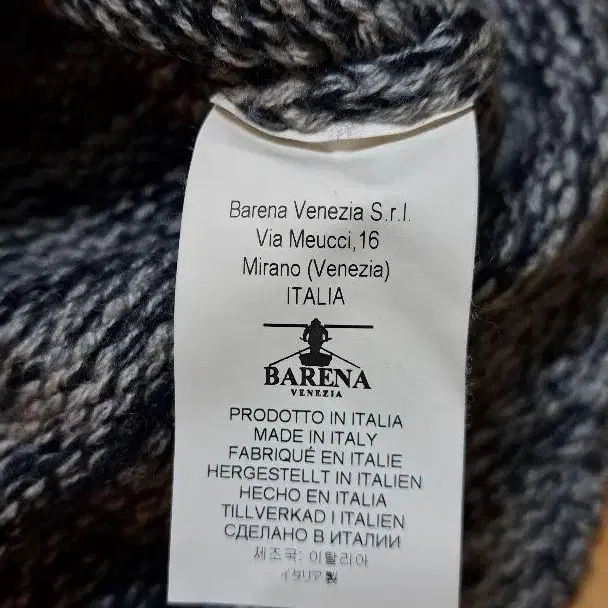 Barena Venezia S.r.l.
Via Meucci,16
Mirano (Venezia)
ITALIA
BARENA
VENEZIA
PRODOTTO IN ITALIA
MADE IN ITALY
FABRIQUÉ EN ITALIE
HERGESTELLT IN ITALIEN
HECHO EN ITALIA
TILLVERKAD I ITALIEN
СДЕЛАНО В ИТАЛИИ
제조국: 이탈리아
イタリア製